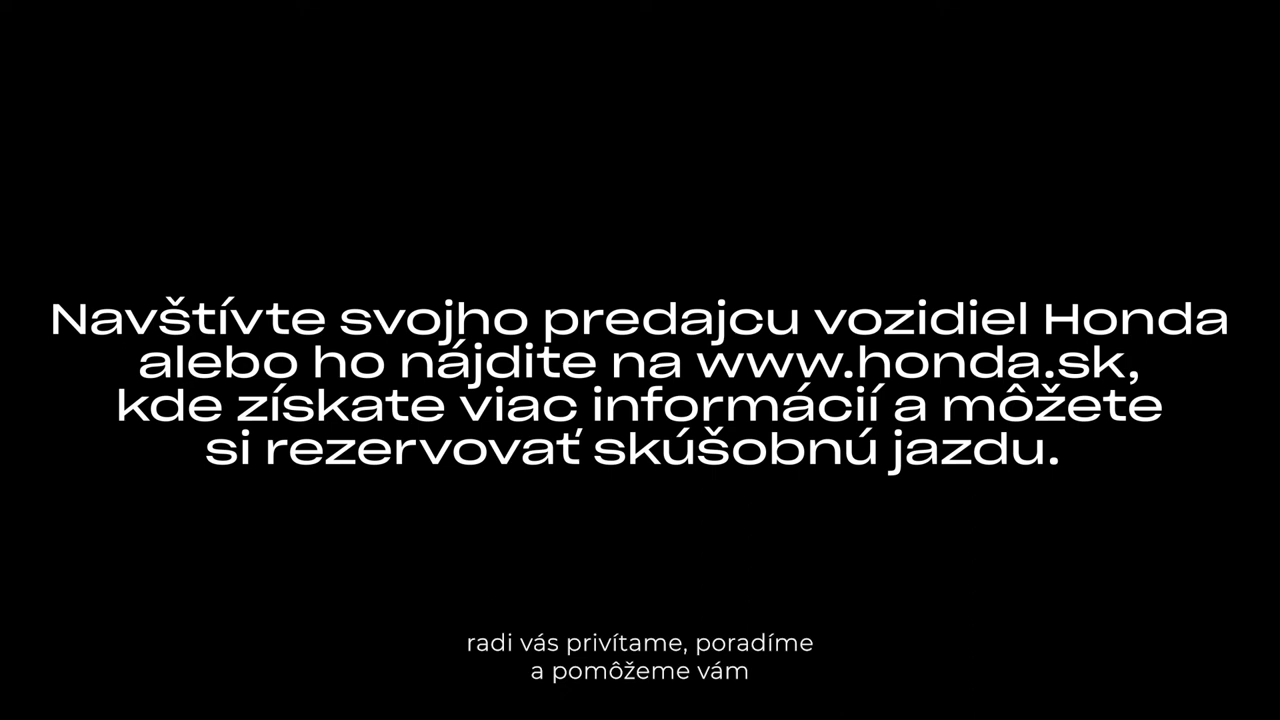 Navštívte svojho predajcu vozidiel Honda
alebo ho nájdite na www.honda.sk,
kde získate viac informácií a môžete
si rezervovať skúšobnú jazdu.
radi vás privítame, poradíme
a pomôžeme vám